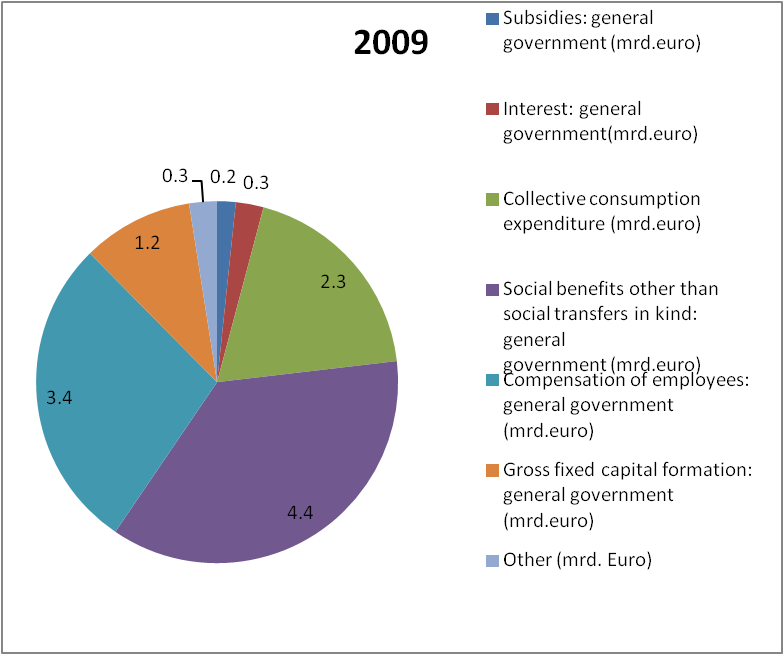 2009
0.3
0.2
0.3
2.3
4.4
3.4
1.2
Subsidies: general
government (mrd.euro)
Interest: general
government(mrd.euro)
Collective consumption
expenditure (mrd.euro)
Social benefits other than
social transfers in kind:
general
government (mrd.euro)
Compensation of employees:
general government
(mrd.euro)
Gross fixed capital formation:
general government
(mrd.euro)
Other (mrd. Euro)